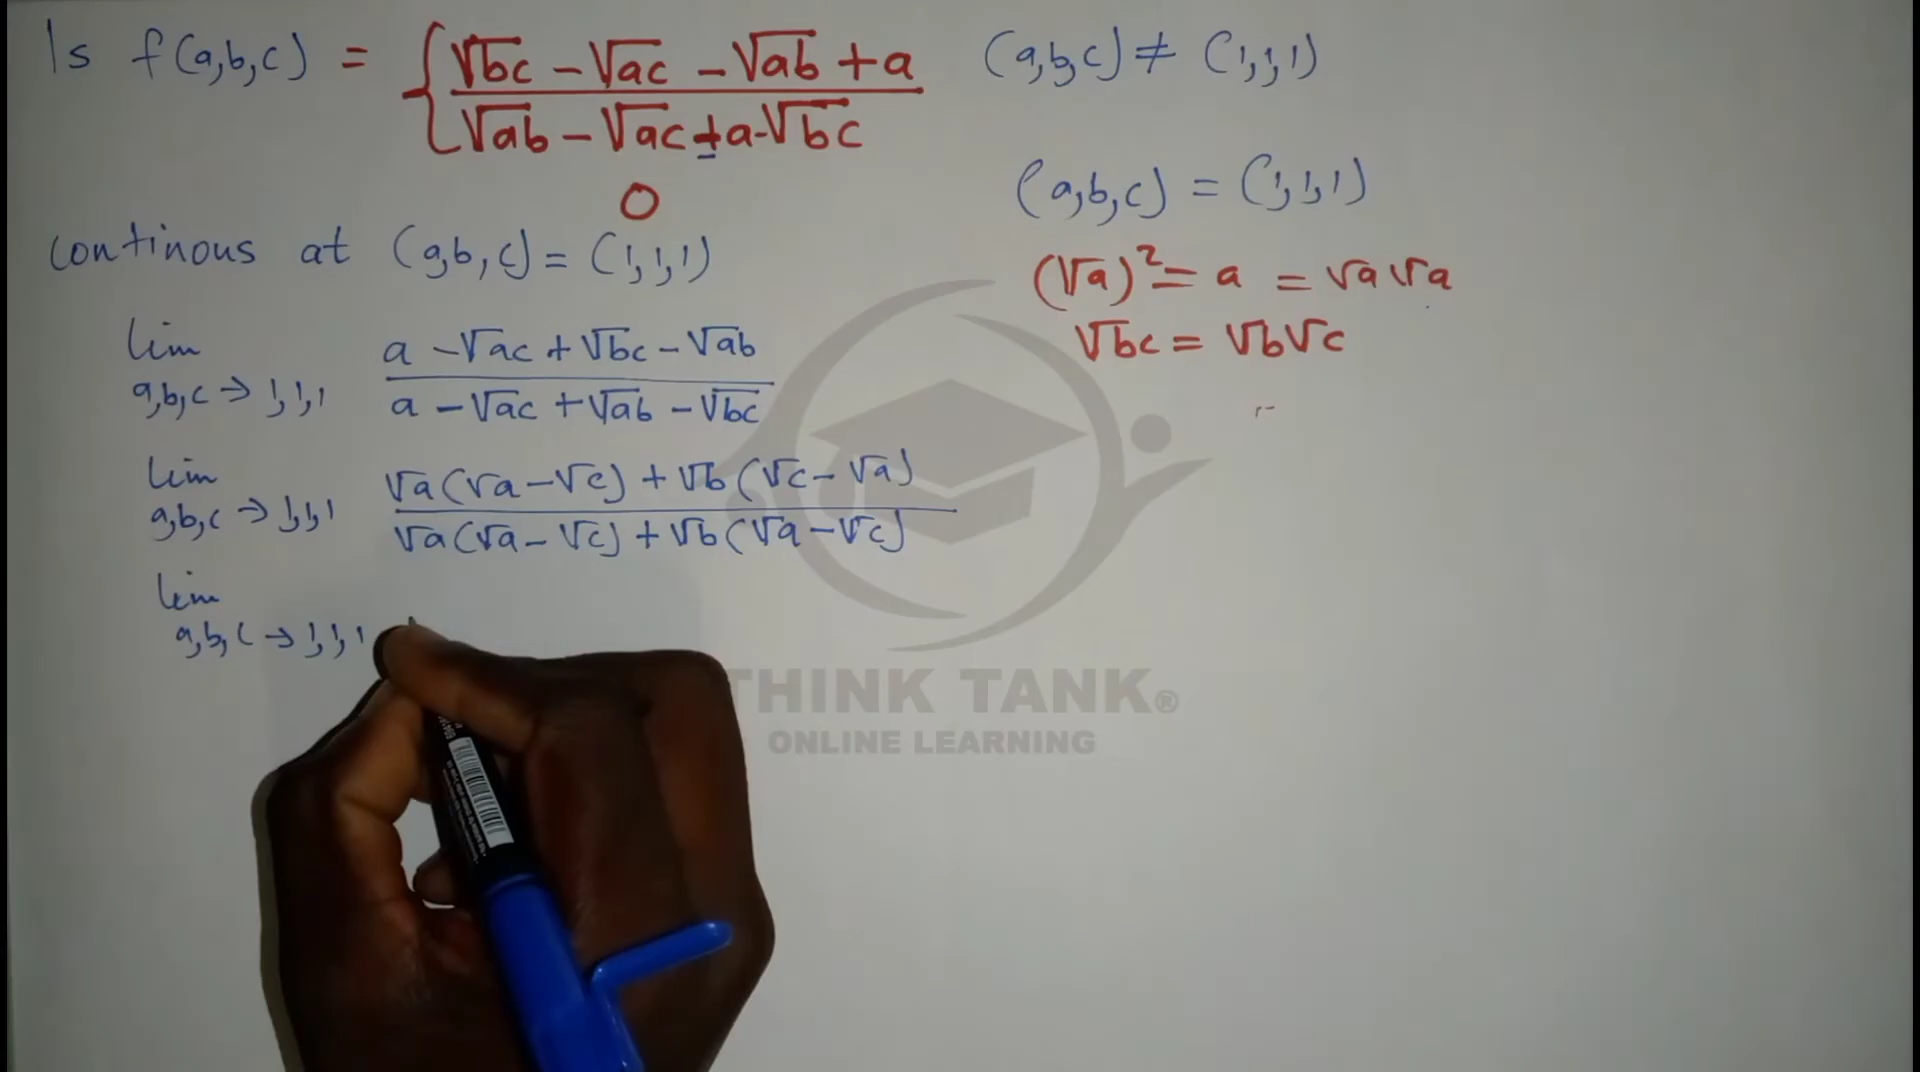 Is f(a,b,c) = { (√bc − √ac − √ab + a) / (√ab − √ac + a − √bc) (a,b,c) ≠ (1,1,1)
0 (a,b,c) = (1,1,1)
continous at (a,b,c) = (1,1,1)
(√a)² = a = √a √a
√bc = √b√c
lim a,b,c → 1,1,1 (a − √ac + √bc − √ab) / (a − √ac + √ab − √bc)
lim a,b,c → 1,1,1 (√a(√a − √c) + √b(√c − √a)) / (√a(√a − √c) + √b(√a − √c))
lim a,b,c → 1,1,1
THINK TANK®
ONLINE LEARNING